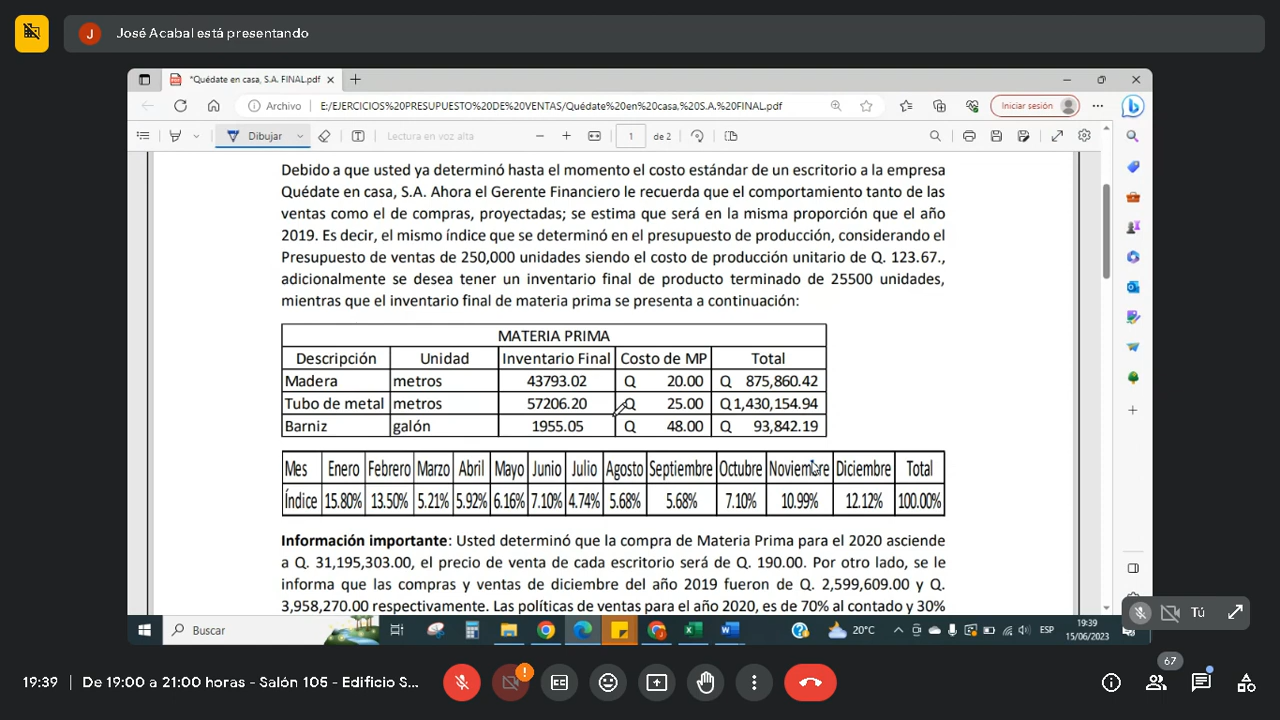 J José Acabal está presentando
*Quédate en casa, S.A. FINAL.pdf
Archivo E:/EJERCICIOS%20PRESUPUESTO%20DE%20VENTAS/Quédate%20en%20casa,%20S.A.%20FINAL.pdf Iniciar sesión
Dibujar Lectura en voz alta 1 de 2
Debido a que usted ya determinó hasta el momento el costo estándar de un escritorio a la empresa
Quédate en casa, S.A. Ahora el Gerente Financiero le recuerda que el comportamiento tanto de las
ventas como el de compras, proyectadas; se estima que será en la misma proporción que el año
2019. Es decir, el mismo índice que se determinó en el presupuesto de producción, considerando el
Presupuesto de ventas de 250,000 unidades siendo el costo de producción unitario de Q. 123.67.,
adicionalmente se desea tener un inventario final de producto terminado de 25500 unidades,
mientras que el inventario final de materia prima se presenta a continuación:
MATERIA PRIMA
Descripción Unidad Inventario Final Costo de MP Total
Madera metros 43793.02 Q 20.00 Q 875,860.42
Tubo de metal metros 57206.20 Q 25.00 Q 1,430,154.94
Barniz galón 1955.05 Q 48.00 Q 93,842.19
Mes Enero Febrero Marzo Abril Mayo Junio Julio Agosto Septiembre Octubre Noviembre Diciembre Total
Índice 15.80% 13.50% 5.21% 5.92% 6.16% 7.10% 4.74% 5.68% 5.68% 7.10% 10.99% 12.12% 100.00%
Información importante: Usted determinó que la compra de Materia Prima para el 2020 asciende
a Q. 31,195,303.00, el precio de venta de cada escritorio será de Q. 190.00. Por otro lado, se le
informa que las compras y ventas de diciembre del año 2019 fueron de Q. 2,599,609.00 y Q.
3,958,270.00 respectivamente. Las políticas de ventas para el año 2020, es de 70% al contado y 30%
Tú
Buscar 20°C ESP 19:39
15/06/2023
67
19:39 | De 19:00 a 21:00 horas - Salón 105 - Edificio S...